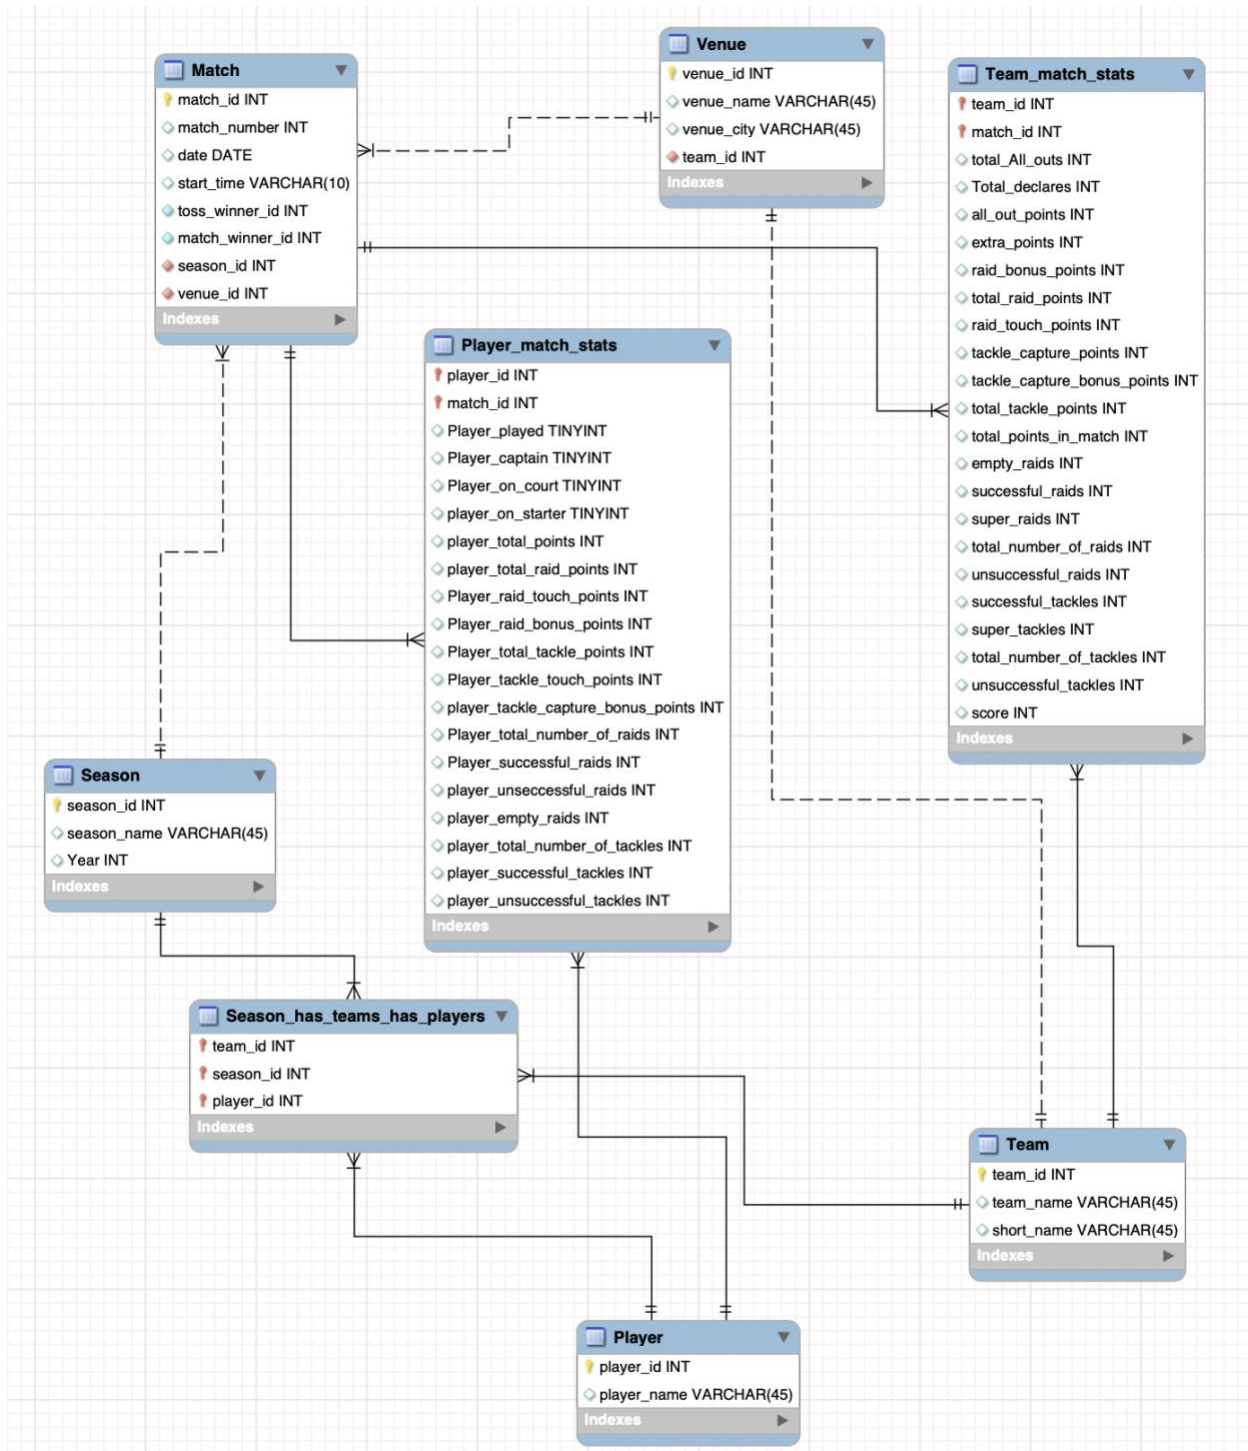 Match
match_id INT
match_number INT
date DATE
start_time VARCHAR(10)
toss_winner_id INT
match_winner_id INT
season_id INT
venue_id INT
Indexes
Venue
venue_id INT
venue_name VARCHAR(45)
venue_city VARCHAR(45)
team_id INT
Indexes
Team_match_stats
team_id INT
match_id INT
total_All_outs INT
Total_declares INT
all_out_points INT
extra_points INT
raid_bonus_points INT
total_raid_points INT
raid_touch_points INT
tackle_capture_points INT
tackle_capture_bonus_points INT
total_tackle_points INT
total_points_in_match INT
empty_raids INT
successful_raids INT
super_raids INT
total_number_of_raids INT
unsuccessful_raids INT
successful_tackles INT
super_tackles INT
total_number_of_tackles INT
unsuccessful_tackles INT
score INT
Indexes
Player_match_stats
player_id INT
match_id INT
Player_played TINYINT
Player_captain TINYINT
Player_on_court TINYINT
player_on_starter TINYINT
player_total_points INT
player_total_raid_points INT
Player_raid_touch_points INT
Player_raid_bonus_points INT
Player_total_tackle_points INT
Player_tackle_touch_points INT
player_tackle_capture_bonus_points INT
Player_total_number_of_raids INT
Player_successful_raids INT
player_unseccessful_raids INT
player_empty_raids INT
player_total_number_of_tackles INT
player_successful_tackles INT
player_unsuccessful_tackles INT
Indexes
Season
season_id INT
season_name VARCHAR(45)
Year INT
Indexes
Season_has_teams_has_players
team_id INT
season_id INT
player_id INT
Indexes
Team
team_id INT
team_name VARCHAR(45)
short_name VARCHAR(45)
Indexes
Player
player_id INT
player_name VARCHAR(45)
Indexes